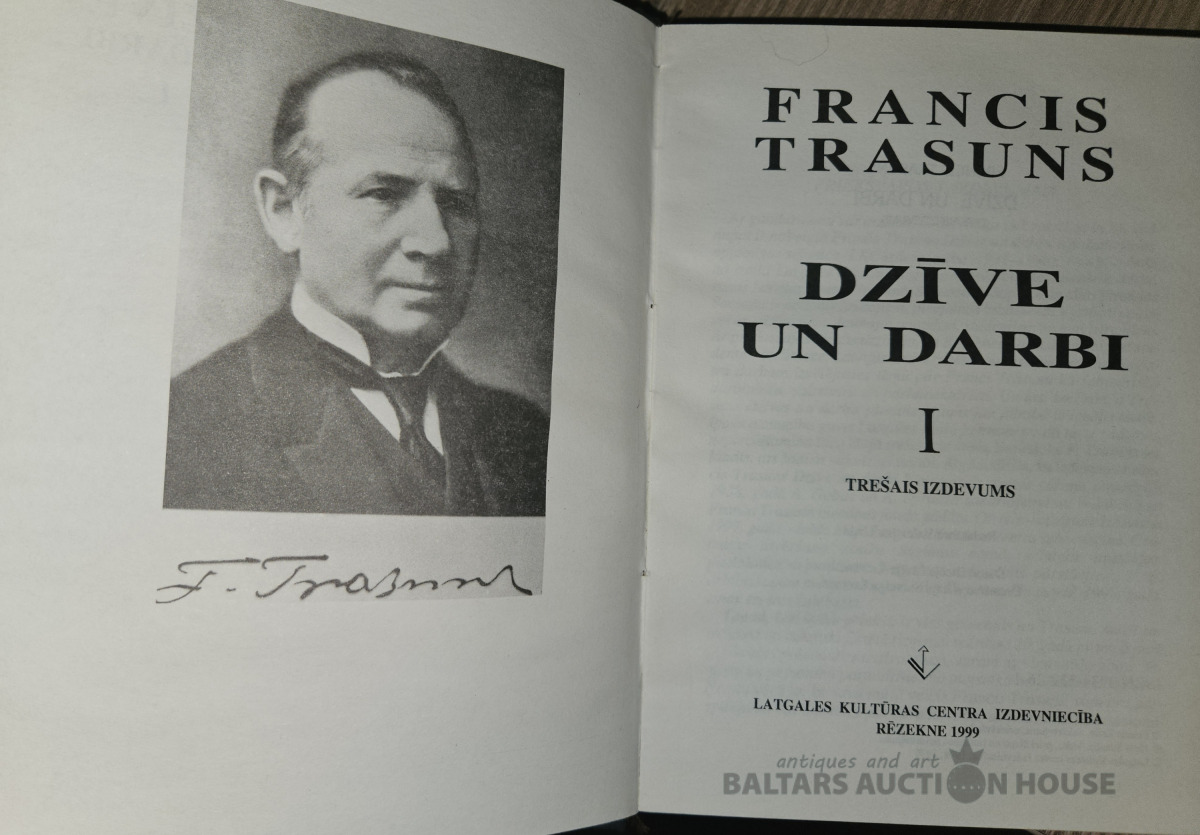 F. Trasuns
FRANCIS
TRASUNS
DZĪVE
UN DARBI
I
TREŠAIS IZDEVUMS
LATGALES KULTŪRAS CENTRA IZDEVNIECĪBA
RĒZEKNE 1999
antiques and art
BALTARS AUCTION HOUSE